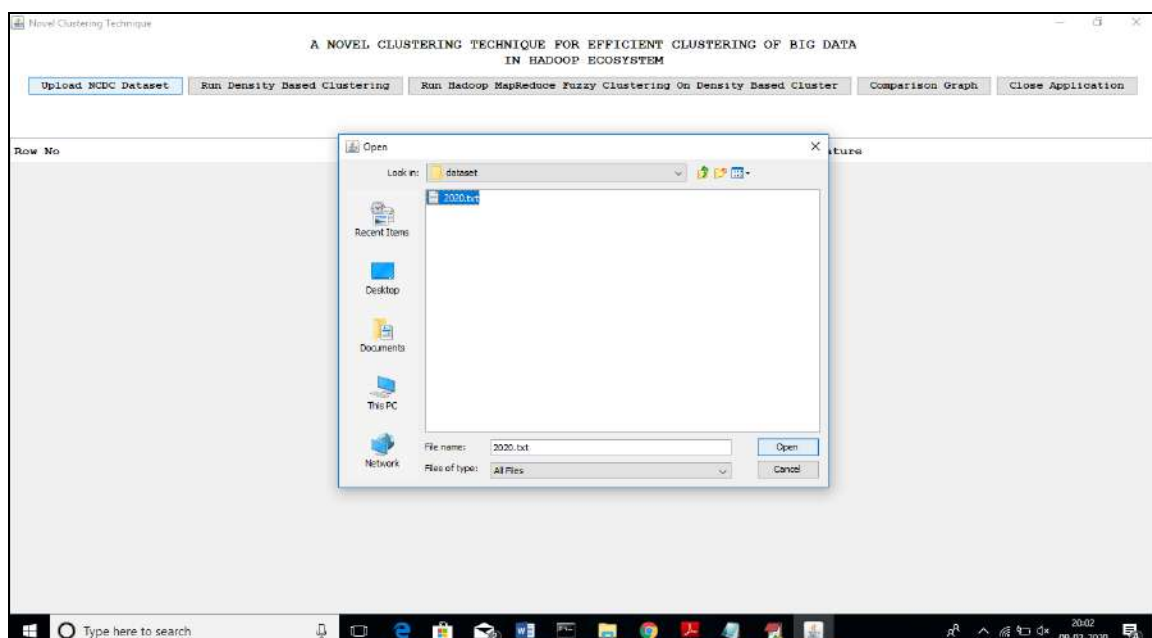 Novel Clustering Technique
A NOVEL CLUSTERING TECHNIQUE FOR EFFICIENT CLUSTERING OF BIG DATA
IN HADOOP ECOSYSTEM
Upload NCDC Dataset Run Density Based Clustering Run Hadoop MapReduce Fuzzy Clustering On Density Based Cluster Comparison Graph Close Application
Row No ature
Open
Look in: dataset
2020.txt
Recent Items
Desktop
Documents
This PC
Network
File name: 2020.txt Open
Files of type: All Files Cancel
20:02
Type here to search